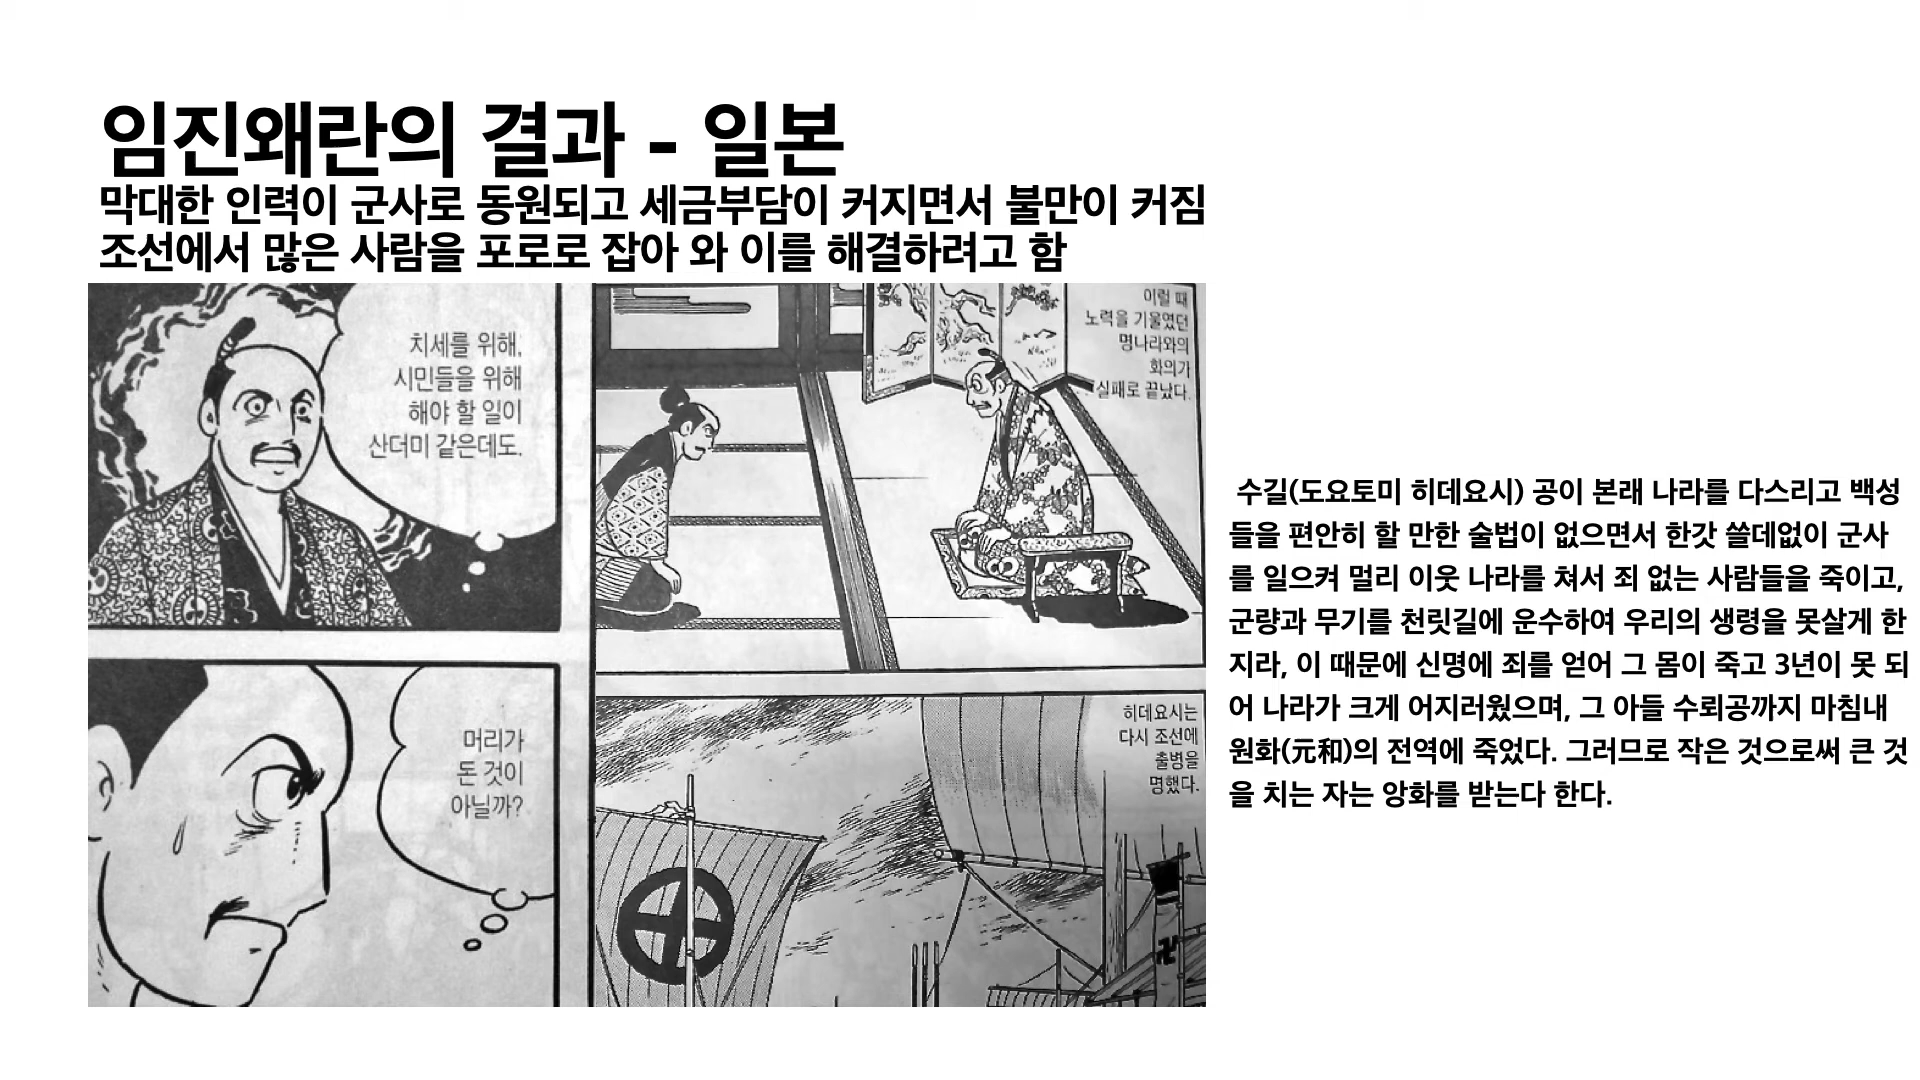 임진왜란의 결과 - 일본
막대한 인력이 군사로 동원되고 세금부담이 커지면서 불만이 커짐
조선에서 많은 사람을 포로로 잡아 와 이를 해결하려고 함
치세를 위해,
시민들을 위해
해야 할 일이
산더미 같은데도.
머리가
돈 것이
아닐까?
이럴 때
노력을 기울였던
명나라와의
화의가
실패로 끝났다.
히데요시는
다시 조선에
출병을
명했다.
卍
수길(도요토미 히데요시) 공이 본래 나라를 다스리고 백성
들을 편안히 할 만한 술법이 없으면서 한갓 쓸데없이 군사
를 일으켜 멀리 이웃 나라를 쳐서 죄 없는 사람들을 죽이고,
군량과 무기를 천릿길에 운수하여 우리의 생령을 못살게 한
지라, 이 때문에 신명에 죄를 얻어 그 몸이 죽고 3년이 못 되
어 나라가 크게 어지러웠으며, 그 아들 수뢰공까지 마침내
원화(元和)의 전역에 죽었다. 그러므로 작은 것으로써 큰 것
을 치는 자는 앙화를 받는다 한다.